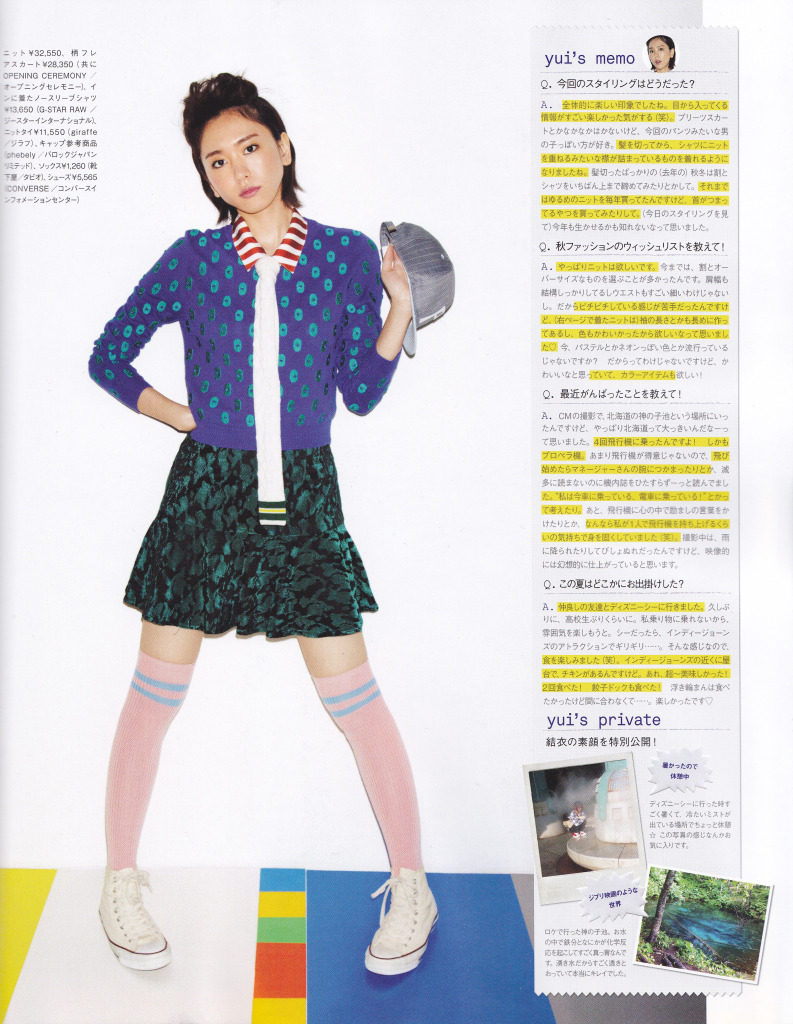 ニット¥32,550、柄フレ
アスカート¥28,350(共に
OPENING CEREMONY/
オープニングセレモニー)、イ
ンに着たノースリーブシャツ
¥13,650(G-STAR RAW/
ジースターインターナショナル)、
ニットタイ¥11,550(giraffe
/ジラフ)、キャップ参考商品
(phebely/バロックジャパン
リミテッド)、ソックス¥1,260(靴
下屋/タビオ)、シューズ¥5,565
(CONVERSE/コンバースイ
ンフォメーションセンター)
yui's memo
Q. 今回のスタイリングはどうだった?
A. 全体的に楽しい印象でしたね。目から入ってくる
情報がすごい楽しかった気がする(笑)。プリーツスカー
トとかなかなかはかないけど、今回のパンツみたいな男
の子っぽい方が好き。髪を切ってから、シャツにニット
を重ねるみたいな襟が詰まっているものを着れるように
なりましたね。髪切ったばっかりの(去年の)秋冬は割と
シャツをいちばん上まで締めてみたりとかして。それまで
はゆるめのニットを毎年買ってたんですけど、首がつまっ
てるやつを買ってみたりして。(今日のスタイリングを見
て)今年も生かせるかも知れないなって思いました。
Q. 秋ファッションのウィッシュリストを教えて!
A. やっぱりニットは欲しいです。今までは、割とオー
バーサイズなものを選ぶことが多かったんです。肩幅も
結構しっかりしてるしウエストもすごい細いわけじゃない
し。だからピチピチしている感じが苦手だったんですけ
ど、(右ページで着たニットは)袖の長さとかも長めに作っ
てあるし、色もかわいかったから欲しいなって思いまし
た♡ 今、パステルとかネオンっぽい色とか流行っている
じゃないですか? だからってわけじゃないですけど、か
わいいなと思っていて、カラーアイテムも欲しい!
Q. 最近がんばったことを教えて!
A. CMの撮影で、北海道の神の子池という場所にいっ
たんですけど、やっぱり北海道って大っきいんだなーっ
て思いました。4回飛行機に乗ったんですよ! しかも
プロペラ機。あまり飛行機が得意じゃないので、飛び
始めたらマネージャーさんの腕につかまったりとか、滅
多に読まないのに機内誌をひたすらずーっと読んでまし
た。“私は今車に乗っている、電車に乗っている!”とかっ
て考えたり。あと、飛行機に心の中で励ましの言葉をか
けたりとか、なんなら私が1人で飛行機を持ち上げるくら
いの気持ちで身を固くしていました(笑)。撮影中は、雨
に降られたりしてびしょぬれだったんですけど、映像的
には幻想的に仕上がっていると思います。
Q. この夏はどこかにお出掛けした?
A. 仲良しの友達とディズニーシーに行きました。久しぶ
りに、高校生ぶりくらいに。私乗り物に乗れないから、
雰囲気を楽しもうと。シーだったら、インディージョーン
ズのアトラクションでギリギリ……。そんな感じなので、
食を楽しみました(笑)。インディージョーンズの近くに屋
台で、チキンがあるんですけど。あれ、超〜美味しかった!
2回食べた! 餃子ドックも食べた! 浮き輪まんは食べ
たかったけど間に合わなくて……。楽しかったです♡
yui's private
結衣の素顔を特別公開!
暑かったので
休憩中
ディズニーシーに行った時す
ごく暑くて、冷たいミストが
出ている場所でちょっと休憩
☆ この写真の感じなんかお
気に入りです。
ジブリ映画のような
世界
ロケで行った神の子池。お水
の中で鉄分となにかが化学反
応を起こしてすごく真っ青なんで
す。湧き水だからすごく透きと
おっていて本当にキレイでした。